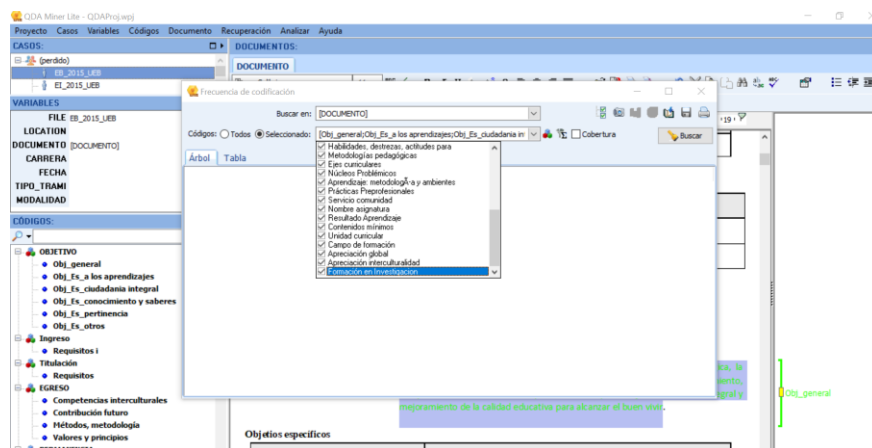 QDA Miner Lite - QDAProj.wpj
Proyecto Casos Variables Códigos Documento Recuperación Analizar Ayuda
CASOS:
(perdido)
EB_2015_UEB
EI_2015_UEB
VARIABLES
FILE EB_2015_UEB
LOCATION
DOCUMENTO [DOCUMENTO]
CARRERA
FECHA
TIPO_TRAMI
MODALIDAD
CÓDIGOS:
OBJETIVO
Obj_general
Obj_Es_a los aprendizajes
Obj_Es_ciudadania integral
Obj_Es_conocimiento y saberes
Obj_Es_pertinencia
Obj_Es_otros
Ingreso
Requisitos i
Titulación
Requisitos
EGRESO
Competencias interculturales
Contribución futuro
Métodos, metodología
Valores y principios
DOCUMENTOS:
DOCUMENTO
Frecuencia de codificación
Buscar en: [DOCUMENTO]
Códigos: Todos Seleccionado: [Obj_general;Obj_Es_a los aprendizajes;Obj_Es_ciudadania in
Cobertura
Buscar
Árbol Tabla
Habilidades, destrezas, actitudes para
Metodologías pedagógicas
Ejes curriculares
Núcleos Problémicos
Aprendizaje: metodologÃ­a y ambientes
Prácticas Preprofesionales
Servicio comunidad
Nombre asignatura
Resultado Aprendizaje
Contenidos mínimos
Unidad curricular
Campo de formación
Apreciación global
Apreciación interculturalidad
Formación en Investigacion
mejoramiento de la calidad educativa para alcanzar el buen vivir.
Obj_general
Objetios específicos